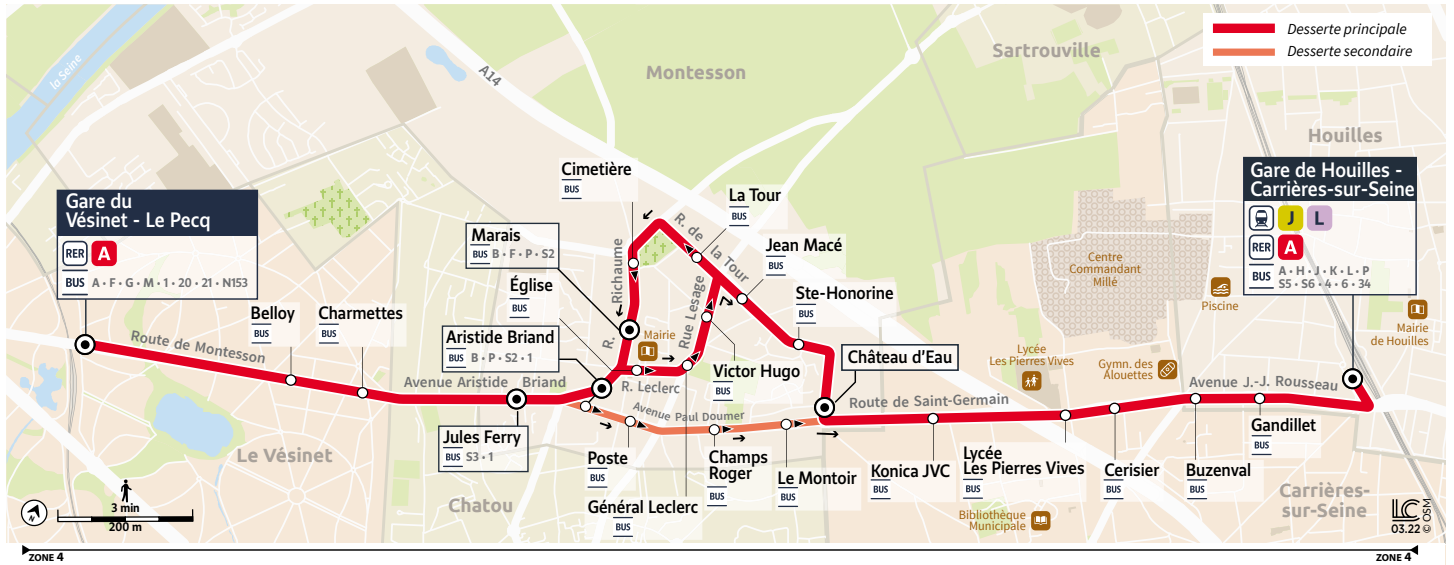 Desserte principale
Desserte secondaire
la Seine
A14
Montesson
Sartrouville
Houilles
Gare du
Vésinet - Le Pecq
RER A
BUS A • F • G • M • 1 • 20 • 21 • N153
Gare de Houilles -
Carrières-sur-Seine
J L
RER A
BUS A • H • J • K • L • P
S5 • S6 • 4 • 6 • 34
Cimetière
BUS
La Tour
BUS
Marais
BUS B • F • P • S2
Jean Macé
BUS
Église
BUS
Ste-Honorine
BUS
Aristide Briand
BUS B • P • S2 • 1
Belloy
BUS
Charmettes
BUS
Route de Montesson
Avenue Aristide Briand
R. Richaume
R. de la Tour
Rue Lesage
Mairie
R. Leclerc
Victor Hugo
BUS
Château d'Eau
Avenue Paul Doumer
Route de Saint-Germain
Centre
Commandant
Millé
Piscine
Mairie
de Houilles
Lycée
Les Pierres Vives
Gymn. des
Alouettes
Avenue J.-J. Rousseau
Jules Ferry
BUS S3 • 1
Poste
BUS
Général Leclerc
BUS
Champs
Roger
BUS
Le Montoir
BUS
Konica JVC
BUS
Lycée
Les Pierres Vives
BUS
Cerisier
BUS
Buzenval
BUS
Gandillet
BUS
Le Vésinet
Chatou
Bibliothèque
Municipale
Carrières-
sur-Seine
3 min
200 m
LC
03.22 © OSM
ZONE 4
ZONE 4